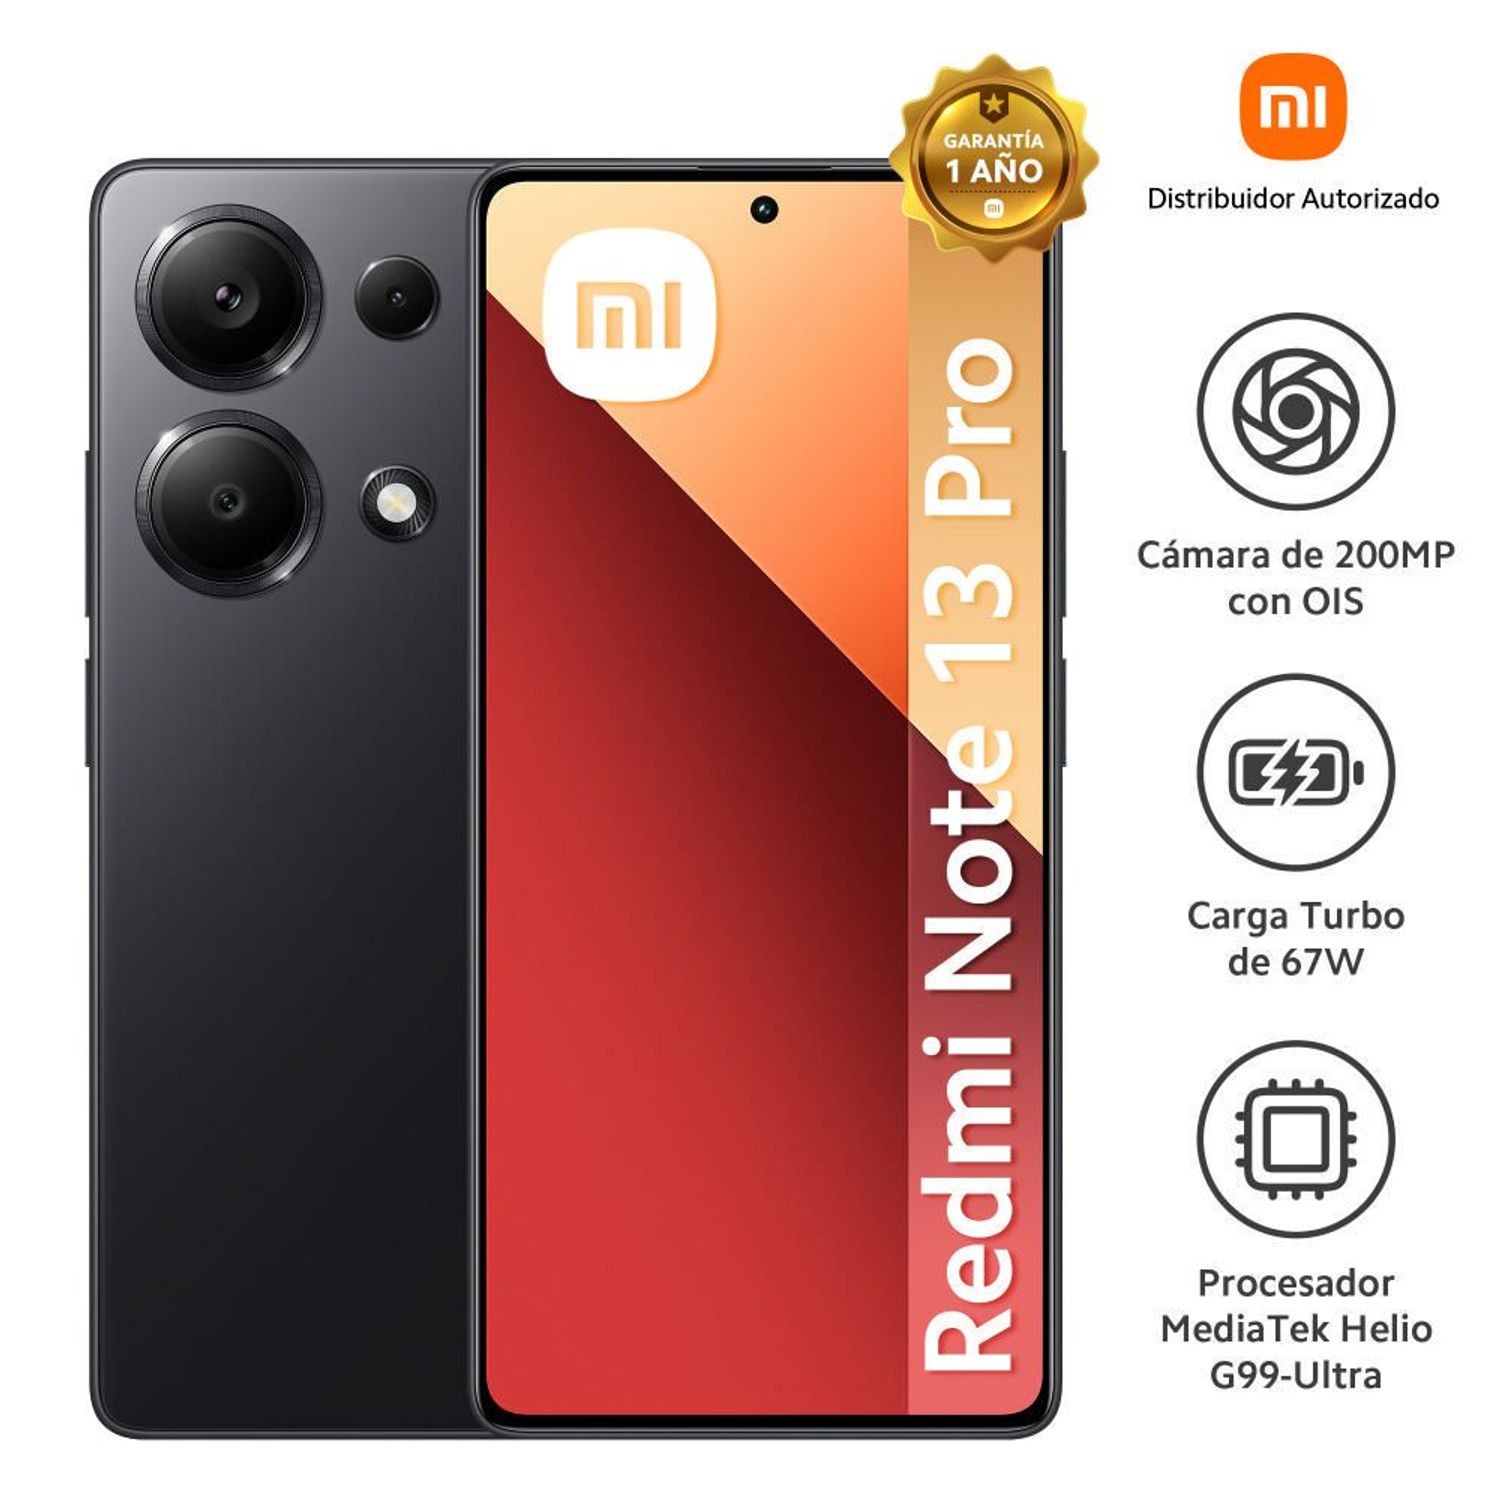 GARANTÍA
1 AÑO
mi
mi
Distribuidor Autorizado
mi
Redmi Note 13 Pro
Cámara de 200MP
con OIS
Carga Turbo
de 67W
Procesador
MediaTek Helio
G99-Ultra